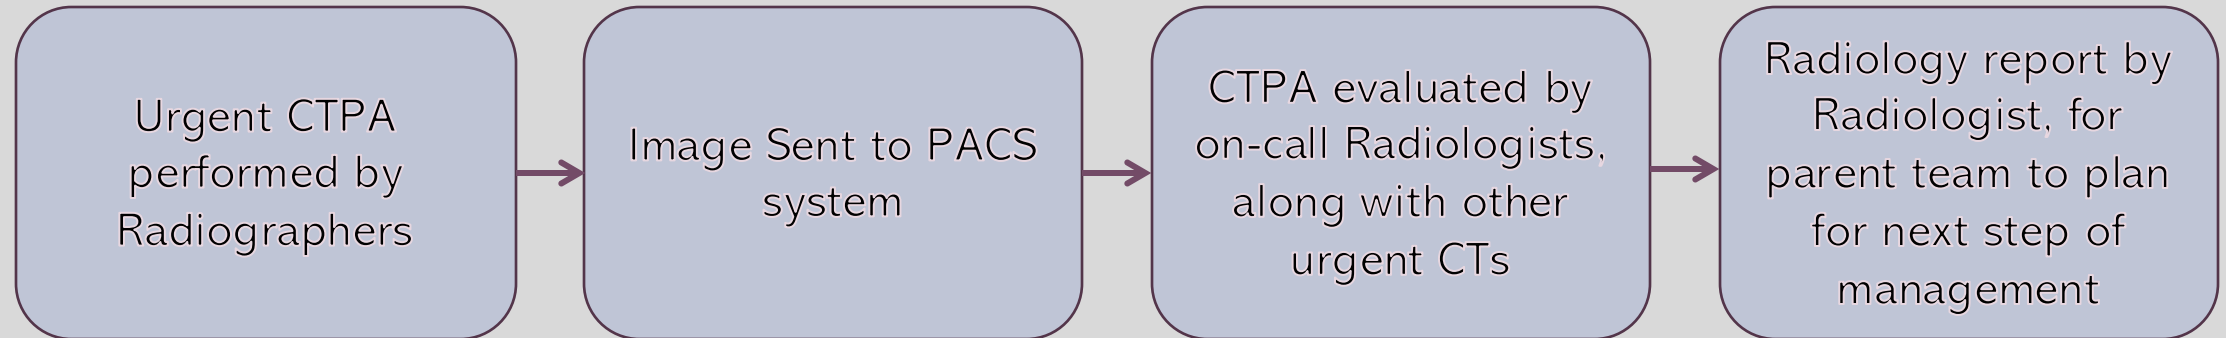 Urgent CTPA
performed by
Radiographers
Image Sent to PACS
system
CTPA evaluated by
on-call Radiologists,
along with other
urgent CTs
Radiology report by
Radiologist, for
parent team to plan
for next step of
management